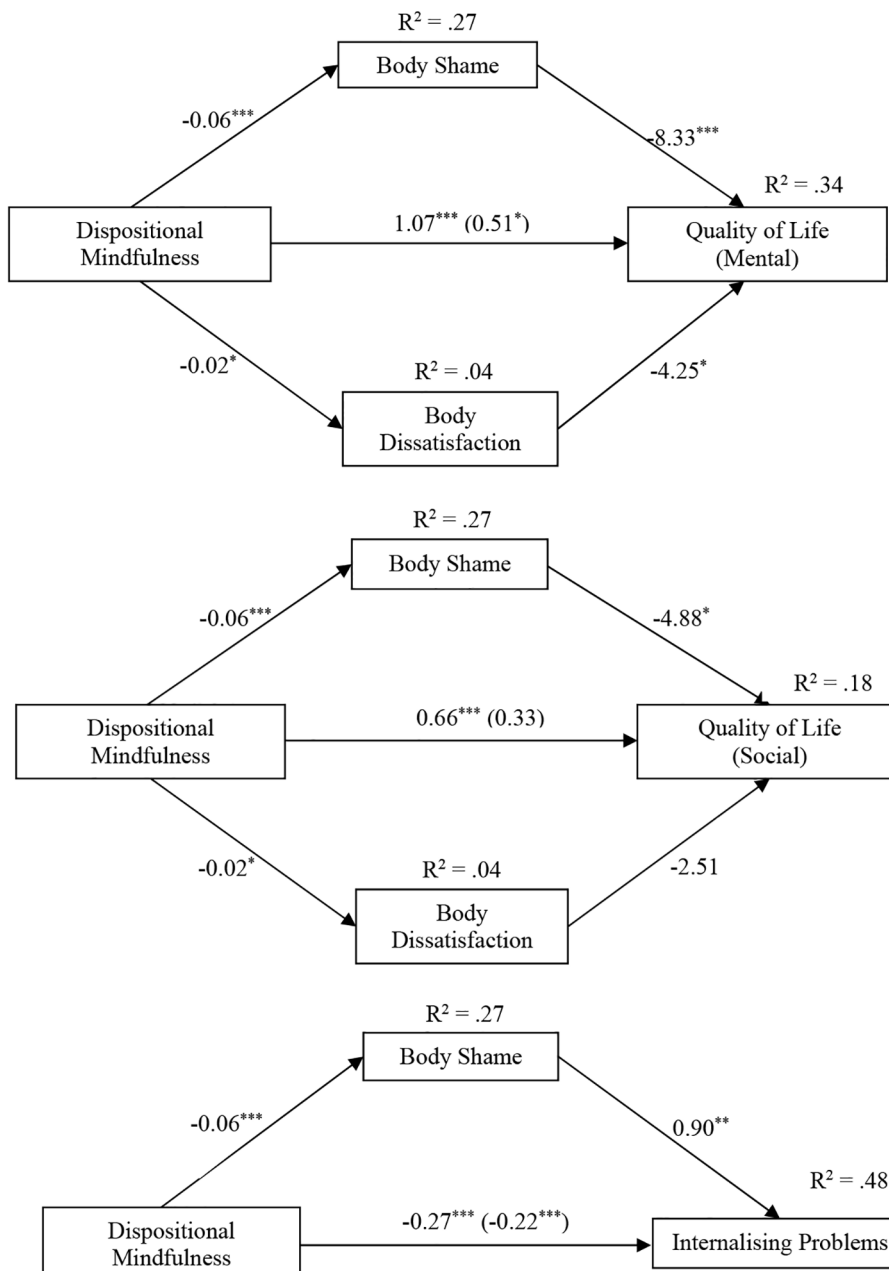 R² = .27
Body Shame
-0.06***
-8.33***
R² = .34
Dispositional
Mindfulness
1.07*** (0.51*)
Quality of Life
(Mental)
-0.02*
R² = .04
-4.25*
Body
Dissatisfaction
R² = .27
Body Shame
-0.06***
-4.88*
R² = .18
Dispositional
Mindfulness
0.66*** (0.33)
Quality of Life
(Social)
-0.02*
R² = .04
-2.51
Body
Dissatisfaction
R² = .27
Body Shame
-0.06***
0.90**
R² = .48
Dispositional
Mindfulness
-0.27*** (-0.22***)
Internalising Problems